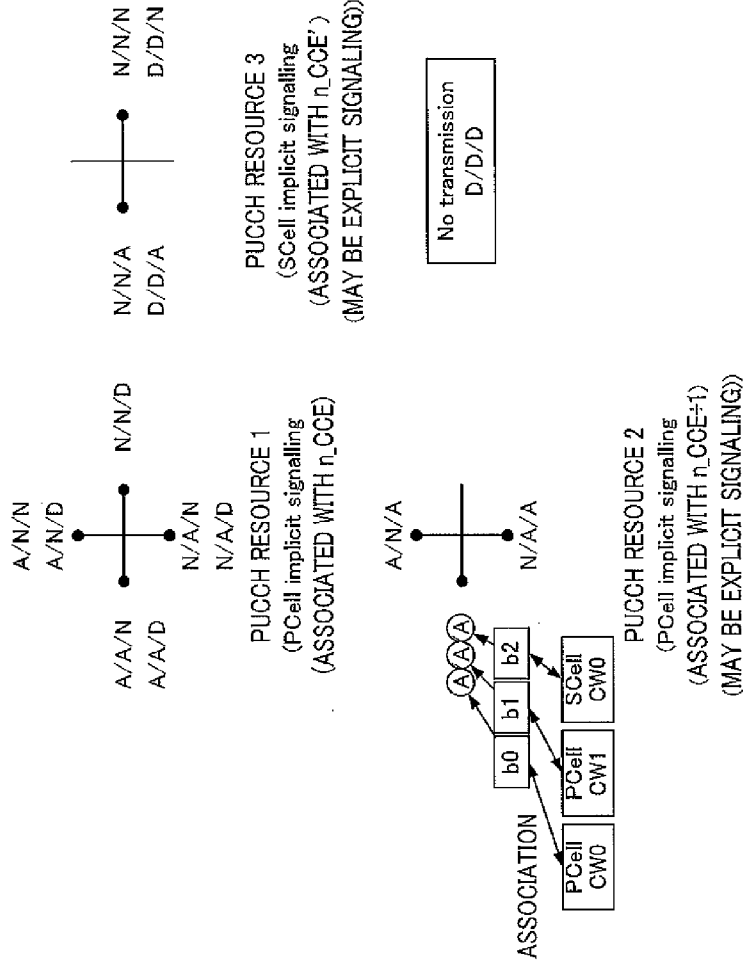 A/N/N
A/N/D
A/A/N
A/A/D
N/N/D
N/A/N
N/A/D
PUCCH RESOURCE 1
(PCell implicit signalling
(ASSOCIATED WITH n_CCE)
N/N/A
D/D/A
N/N/N
D/D/N
PUCCH RESOURCE 3
(SCell implicit signalling
(ASSOCIATED WITH n_CCE')
(MAY BE EXPLICIT SIGNALING))
ASSOCIATION
A A A
b0 b1 b2
PCell CW0
PCell CW1
SCell CW0
A/N/A
N/A/A
PUCCH RESOURCE 2
(PCell implicit signalling
(ASSOCIATED WITH n_CCE+1)
(MAY BE EXPLICIT SIGNALING))
No transmission
D/D/D